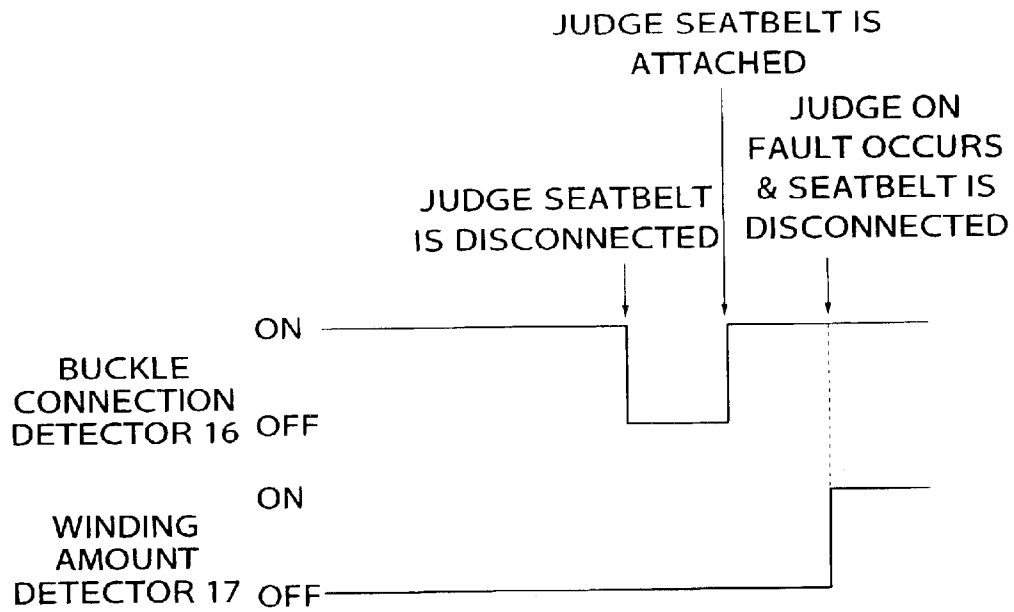 JUDGE SEATBELT IS
ATTACHED
JUDGE ON
FAULT OCCURS
& SEATBELT IS
DISCONNECTED
JUDGE SEATBELT
IS DISCONNECTED
ON
BUCKLE
CONNECTION
DETECTOR 16
OFF
ON
WINDING
AMOUNT
DETECTOR 17
OFF